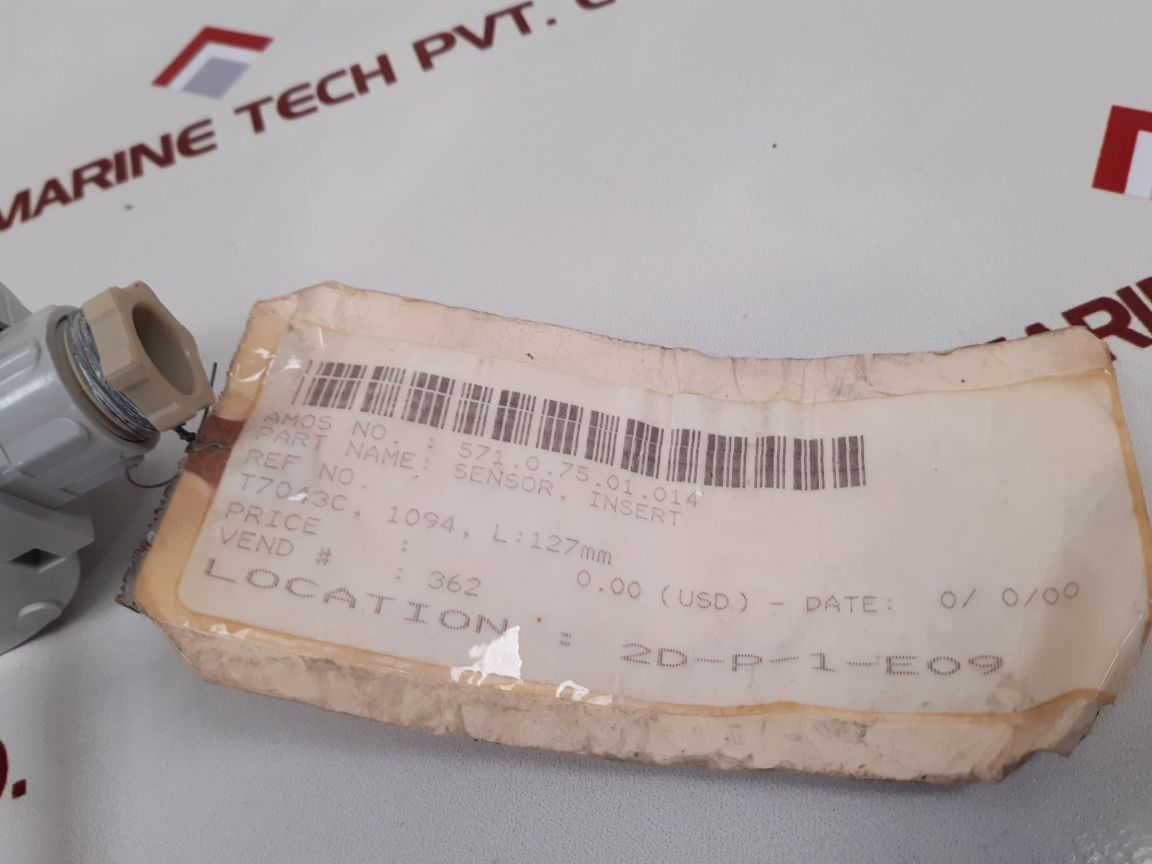 MARINE TECH PVT.
AMOS NO. : 571.0.75.01.014
PART NAME: SENSOR, INSERT
REF NO. :
1094, L:127mm
PRICE : 0.00 (USD.) - DATE: 0/ 0/00
VEND # : 362
LOCATION : 2D-P-1-E09